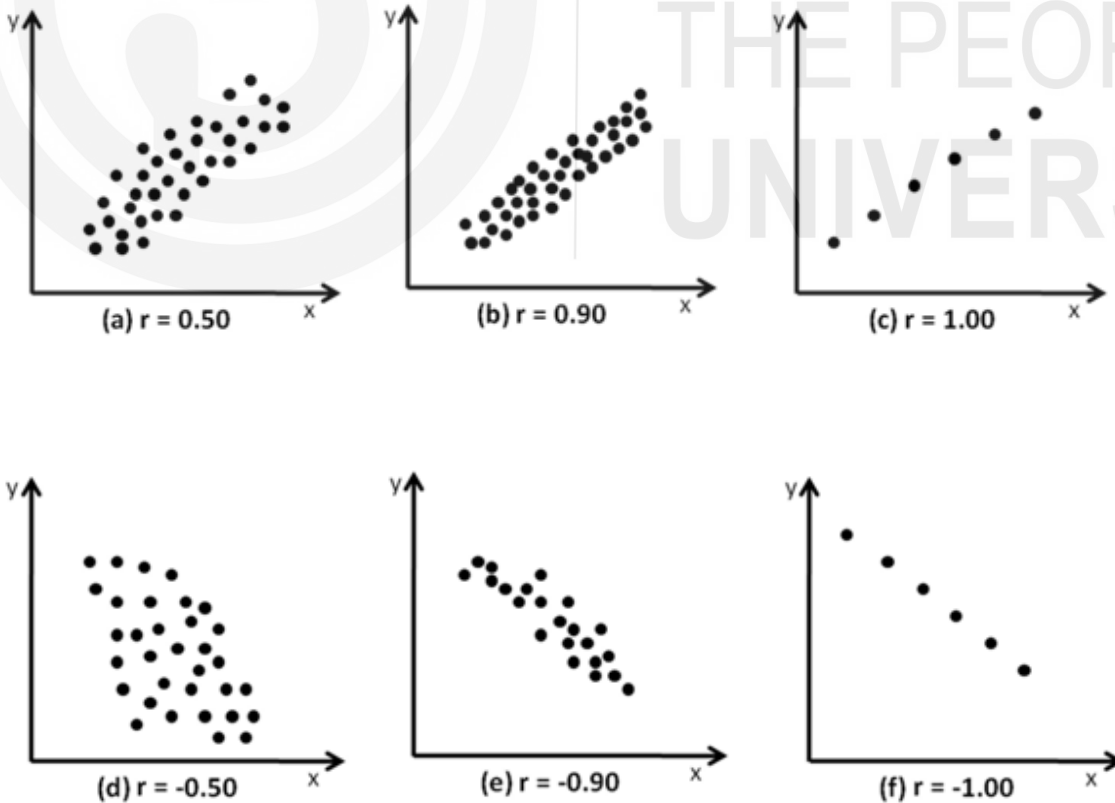 THE PEOP
UNIVERS
y
x
(a) r = 0.50
y
x
(b) r = 0.90
y
x
(c) r = 1.00
y
x
(d) r = -0.50
y
x
(e) r = -0.90
y
x
(f) r = -1.00